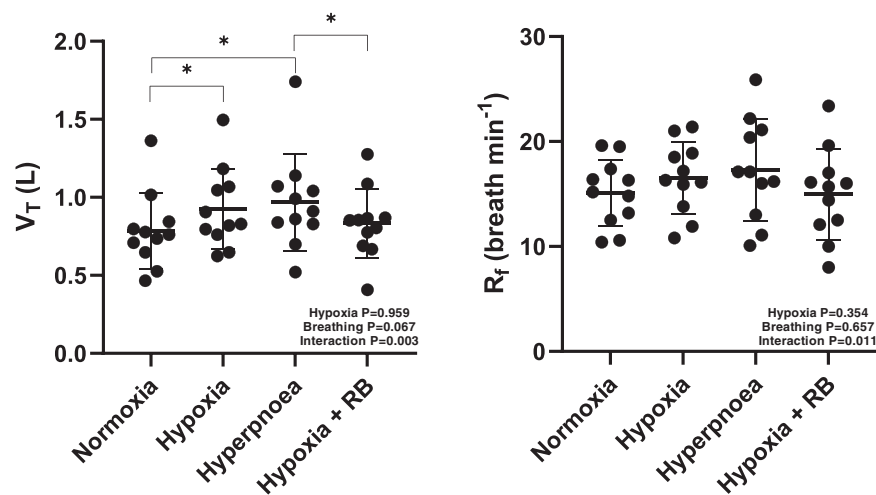 V_T (L)
2.0
1.5
1.0
0.5
0.0
*
*
*
Hypoxia P=0.959
Breathing P=0.067
Interaction P=0.003
Normoxia
Hypoxia
Hyperpnoea
Hypoxia + RB
R_f (breath min⁻¹)
30
20
10
0
Hypoxia P=0.354
Breathing P=0.657
Interaction P=0.011
Normoxia
Hypoxia
Hyperpnoea
Hypoxia + RB